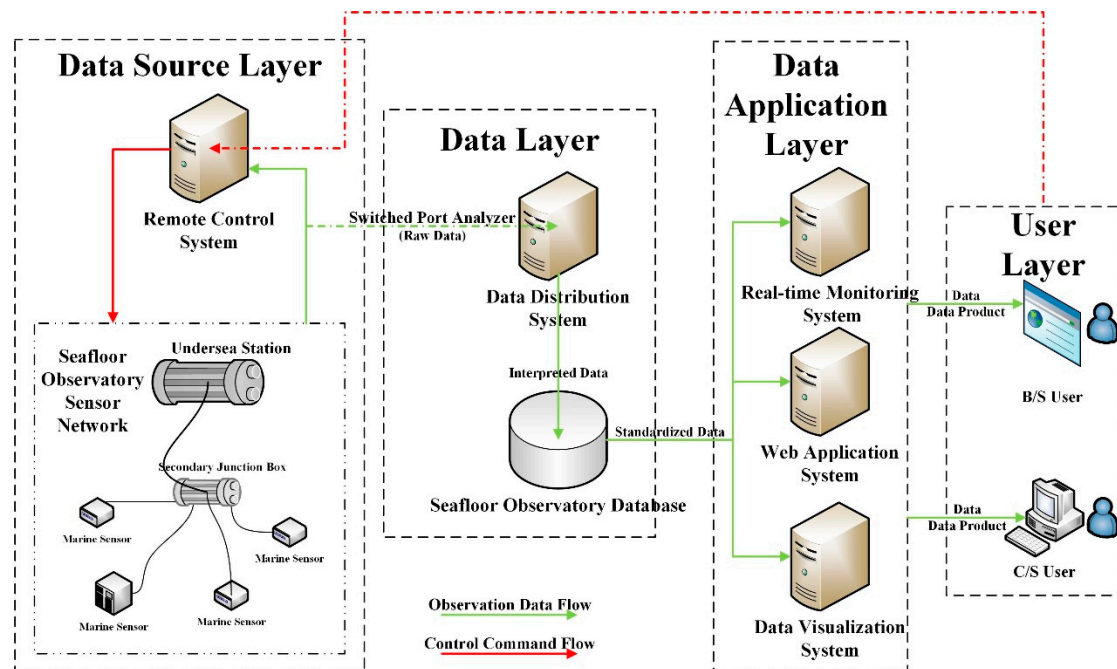 Data Source Layer
Remote Control
System
Seafloor
Observatory
Sensor
Network
Undersea Station
Secondary Junction Box
Marine Sensor
Marine Sensor
Marine Sensor
Marine Sensor
Data Layer
Switched Port Analyzer
(Raw Data)
Data Distribution
System
Interpreted Data
Seafloor Observatory Database
Standardized Data
Observation Data Flow
Control Command Flow
Data
Application
Layer
Real-time Monitoring
System
Web Application
System
Data Visualization
System
User
Layer
Data
Data Product
B/S User
Data
Data Product
C/S User